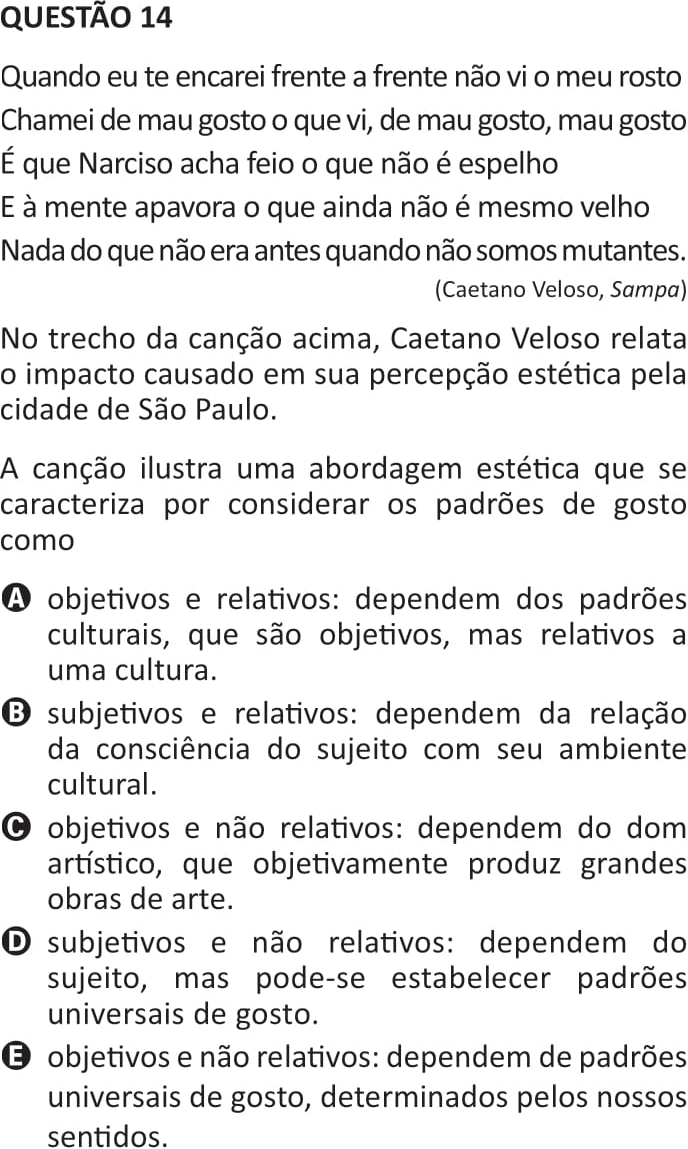 QUESTÃO 14
Quando eu te encarei frente a frente não vi o meu rosto
Chamei de mau gosto o que vi, de mau gosto, mau gosto
É que Narciso acha feio o que não é espelho
E à mente apavora o que ainda não é mesmo velho
Nada do que não era antes quando não somos mutantes.
(Caetano Veloso, Sampa)
No trecho da canção acima, Caetano Veloso relata
o impacto causado em sua percepção estética pela
cidade de São Paulo.
A canção ilustra uma abordagem estética que se
caracteriza por considerar os padrões de gosto
como
A objetivos e relativos: dependem dos padrões
culturais, que são objetivos, mas relativos a
uma cultura.
B subjetivos e relativos: dependem da relação
da consciência do sujeito com seu ambiente
cultural.
C objetivos e não relativos: dependem do dom
artístico, que objetivamente produz grandes
obras de arte.
D subjetivos e não relativos: dependem do
sujeito, mas pode-se estabelecer padrões
universais de gosto.
E objetivos e não relativos: dependem de padrões
universais de gosto, determinados pelos nossos
sentidos.